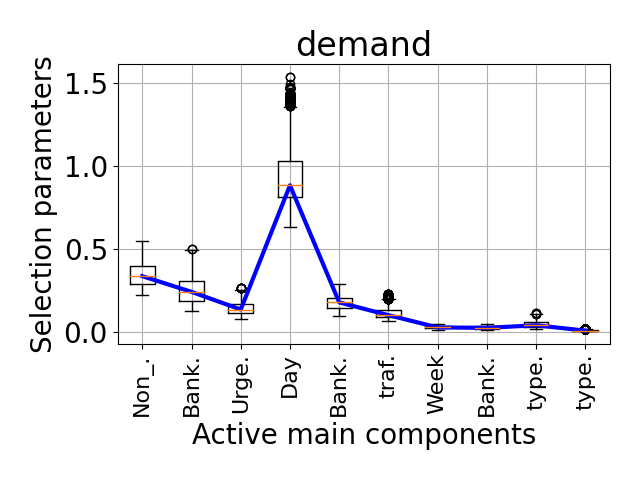 demand
Selection parameters
1.5
1.0
0.5
0.0
Non_.
Bank.
Urge.
Day
Bank.
traf.
Week
Bank.
type.
type.
Active main components